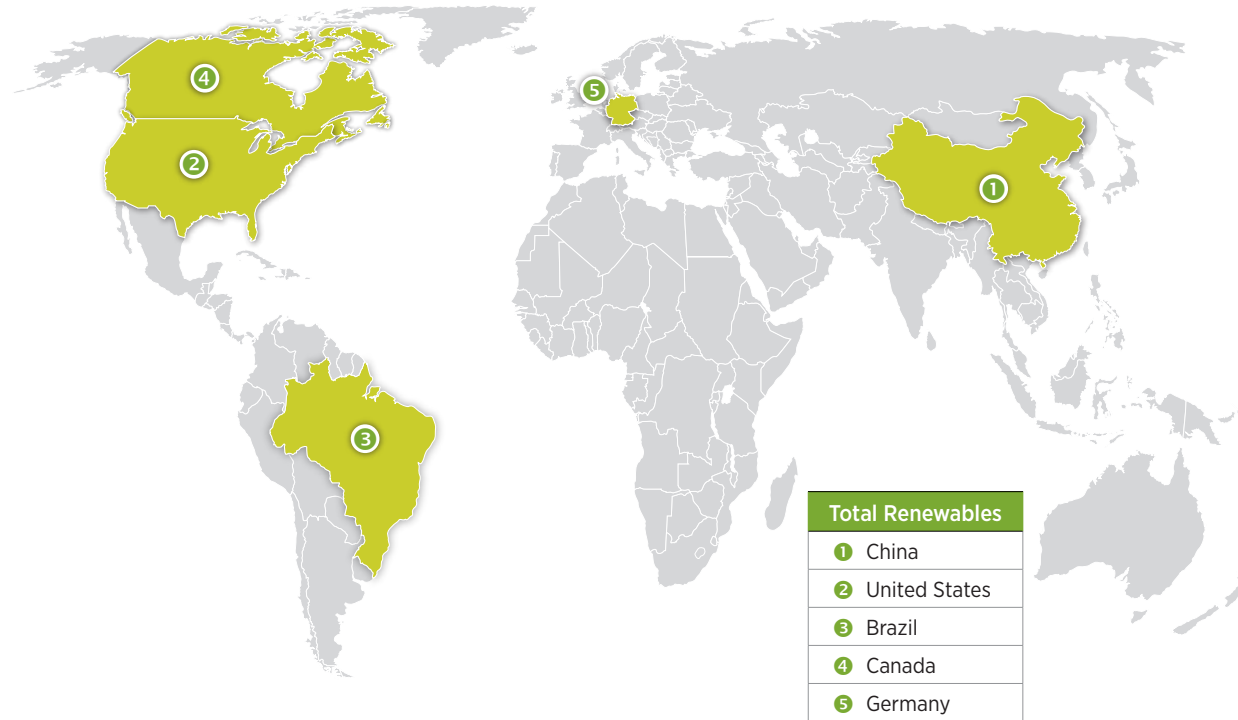 4
5
2
1
3
Total Renewables
1 China
2 United States
3 Brazil
4 Canada
5 Germany